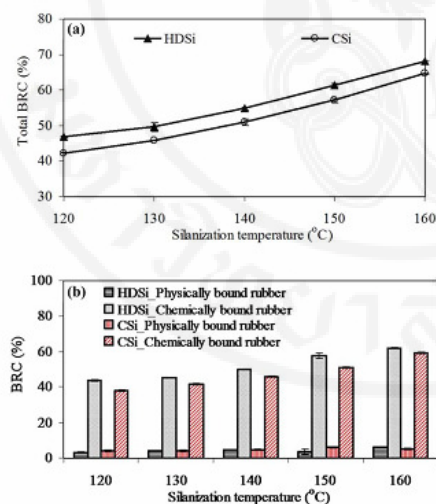 (a)
HDSi
CSi
80
70
60
50
40
30
Total BRC (%)
120 130 140 150 160
Silanization temperature (°C)
(b)
HDSi_Physically bound rubber
HDSi_Chemically bound rubber
CSi_Physically bound rubber
CSi_Chemically bound rubber
100
80
60
40
20
0
BRC (%)
120 130 140 150 160
Silanization temperature (°C)